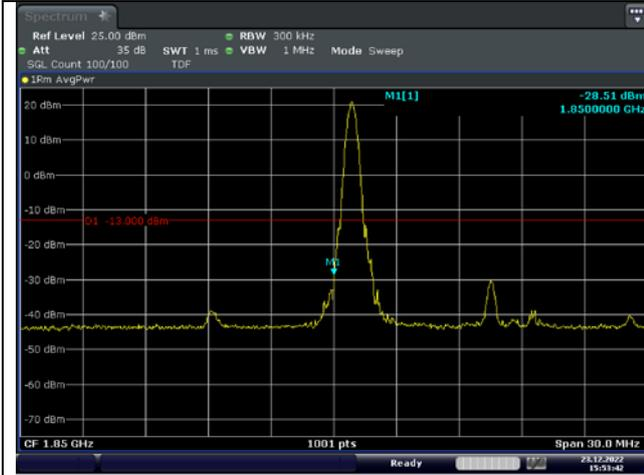 Spectrum
Ref Level 25.00 dBm RBW 300 kHz
Att 35 dB SWT 1 ms VBW 1 MHz Mode Sweep
SGL Count 100/100 TDF
1Rm AvgPwr
M1[1] -28.51 dBm
1.8500000 GHz
20 dBm
10 dBm
0 dBm
-10 dBm
D1 -13.000 dBm
-20 dBm
M1
-30 dBm
-40 dBm
-50 dBm
-60 dBm
-70 dBm
CF 1.85 GHz 1001 pts Span 30.0 MHz
Ready 23.12.2022
15:53:42